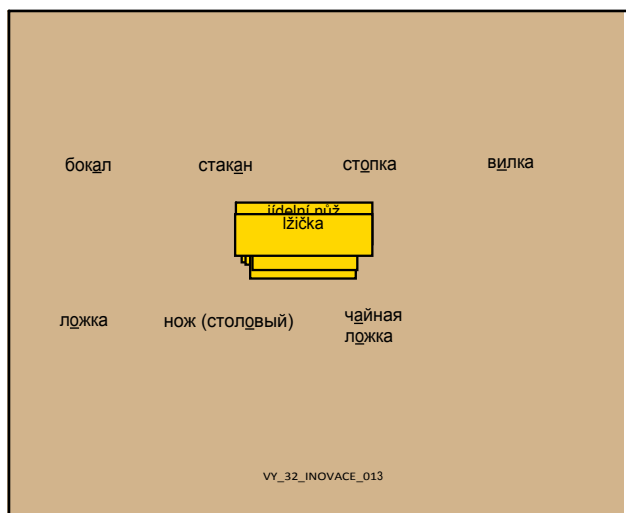 бокал стакан стопка вилка
jídelní nůž
lžička
ложка нож (столовый) чайная
ложка
VY_32_INOVACE_013